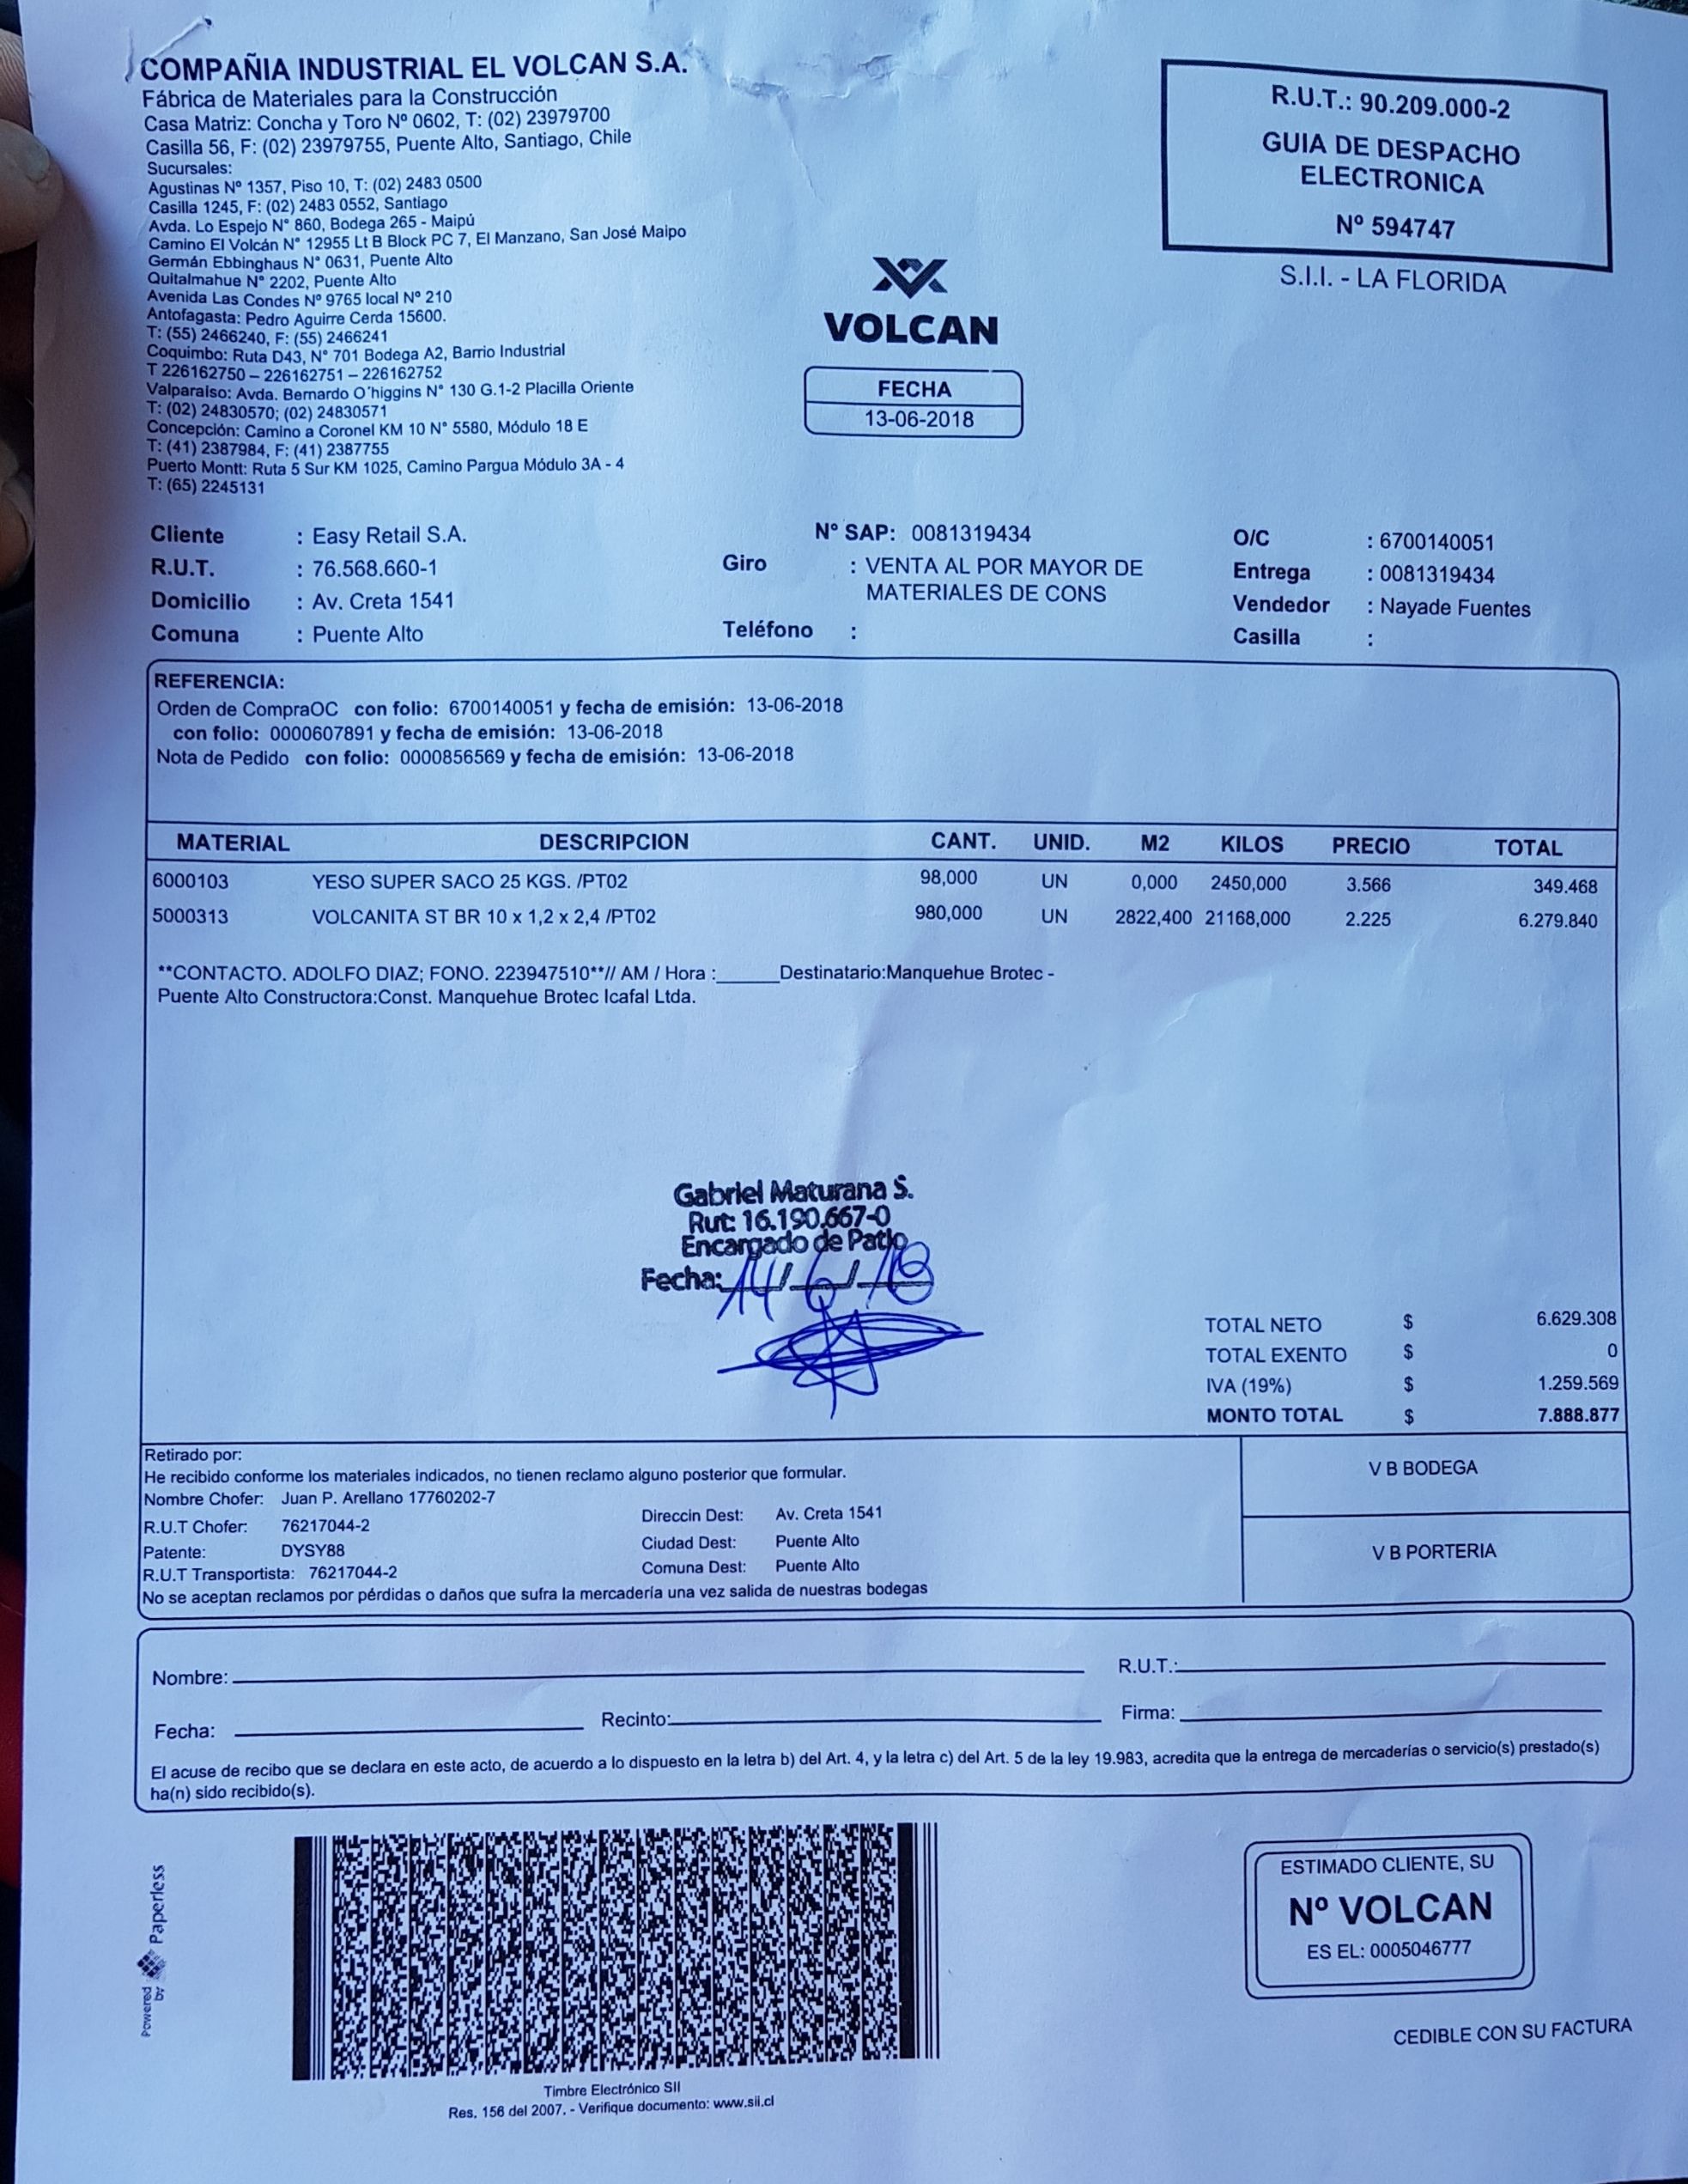 COMPAÑIA INDUSTRIAL EL VOLCAN S.A.
Fábrica de Materiales para la Construcción
Casa Matriz: Concha y Toro Nº 0602, T: (02) 23979700
Casilla 56, F: (02) 23979755, Puente Alto, Santiago, Chile
Sucursales:
Agustinas Nº 1357, Piso 10, T: (02) 2483 0500
Casilla 1245, F: (02) 2483 0552, Santiago
Avda. Lo Espejo N° 860, Bodega 265 - Maipú
Camino El Volcán N° 12955 Lt B Block PC 7, El Manzano, San José Maipo
Germán Ebbinghaus N° 0631, Puente Alto
Quitalmahue N° 2202, Puente Alto
Avenida Las Condes Nº 9765 local Nº 210
Antofagasta: Pedro Aguirre Cerda 15600.
T: (55) 2466240, F: (55) 2466241
Coquimbo: Ruta D43, N° 701 Bodega A2, Barrio Industrial
T 226162750 – 226162751 – 226162752
Valparaíso: Avda. Bernardo O'higgins N° 130 G.1-2 Placilla Oriente
T: (02) 24830570; (02) 24830571
Concepción: Camino a Coronel KM 10 N° 5580, Módulo 18 E
T: (41) 2387984, F: (41) 2387755
Puerto Montt: Ruta 5 Sur KM 1025, Camino Pargua Módulo 3A - 4
T: (65) 2245131
VOLCAN
FECHA
13-06-2018
R.U.T.: 90.209.000-2
GUIA DE DESPACHO
ELECTRONICA
Nº 594747
S.I.I. - LA FLORIDA
Cliente : Easy Retail S.A.
R.U.T. : 76.568.660-1
Domicilio : Av. Creta 1541
Comuna : Puente Alto
Nº SAP: 0081319434
Giro : VENTA AL POR MAYOR DE
MATERIALES DE CONS
Teléfono :
O/C : 6700140051
Entrega : 0081319434
Vendedor : Nayade Fuentes
Casilla :
REFERENCIA:
Orden de CompraOC con folio: 6700140051 y fecha de emisión: 13-06-2018
con folio: 0000607891 y fecha de emisión: 13-06-2018
Nota de Pedido con folio: 0000856569 y fecha de emisión: 13-06-2018
MATERIAL DESCRIPCION CANT. UNID. M2 KILOS PRECIO TOTAL
6000103 YESO SUPER SACO 25 KGS. /PT02 98,000 UN 0,000 2450,000 3.566 349.468
5000313 VOLCANITA ST BR 10 x 1,2 x 2,4 /PT02 980,000 UN 2822,400 21168,000 2.225 6.279.840
**CONTACTO. ADOLFO DIAZ; FONO. 223947510**// AM / Hora :______Destinatario:Manquehue Brotec -
Puente Alto Constructora:Const. Manquehue Brotec Icafal Ltda.
Gabriel Maturana S.
Rut: 16.190.667-0
Encargado de Patio
Fecha: 14/6/18
TOTAL NETO $ 6.629.308
TOTAL EXENTO $ 0
IVA (19%) $ 1.259.569
MONTO TOTAL $ 7.888.877
Retirado por:
He recibido conforme los materiales indicados, no tienen reclamo alguno posterior que formular.
Nombre Chofer: Juan P. Arellano 17760202-7
R.U.T Chofer: 76217044-2
Patente: DYSY88
R.U.T Transportista: 76217044-2
Direccin Dest: Av. Creta 1541
Ciudad Dest: Puente Alto
Comuna Dest: Puente Alto
No se aceptan reclamos por pérdidas o daños que sufra la mercadería una vez salida de nuestras bodegas
V B BODEGA
V B PORTERIA
Nombre: R.U.T.:
Fecha: Recinto: Firma:
El acuse de recibo que se declara en este acto, de acuerdo a lo dispuesto en la letra b) del Art. 4, y la letra c) del Art. 5 de la ley 19.983, acredita que la entrega de mercaderías o servicio(s) prestado(s)
ha(n) sido recibido(s).
Powered by Paperless
Timbre Electrónico SII
Res. 156 del 2007. - Verifique documento: www.sii.cl
ESTIMADO CLIENTE, SU
Nº VOLCAN
ES EL: 0005046777
CEDIBLE CON SU FACTURA